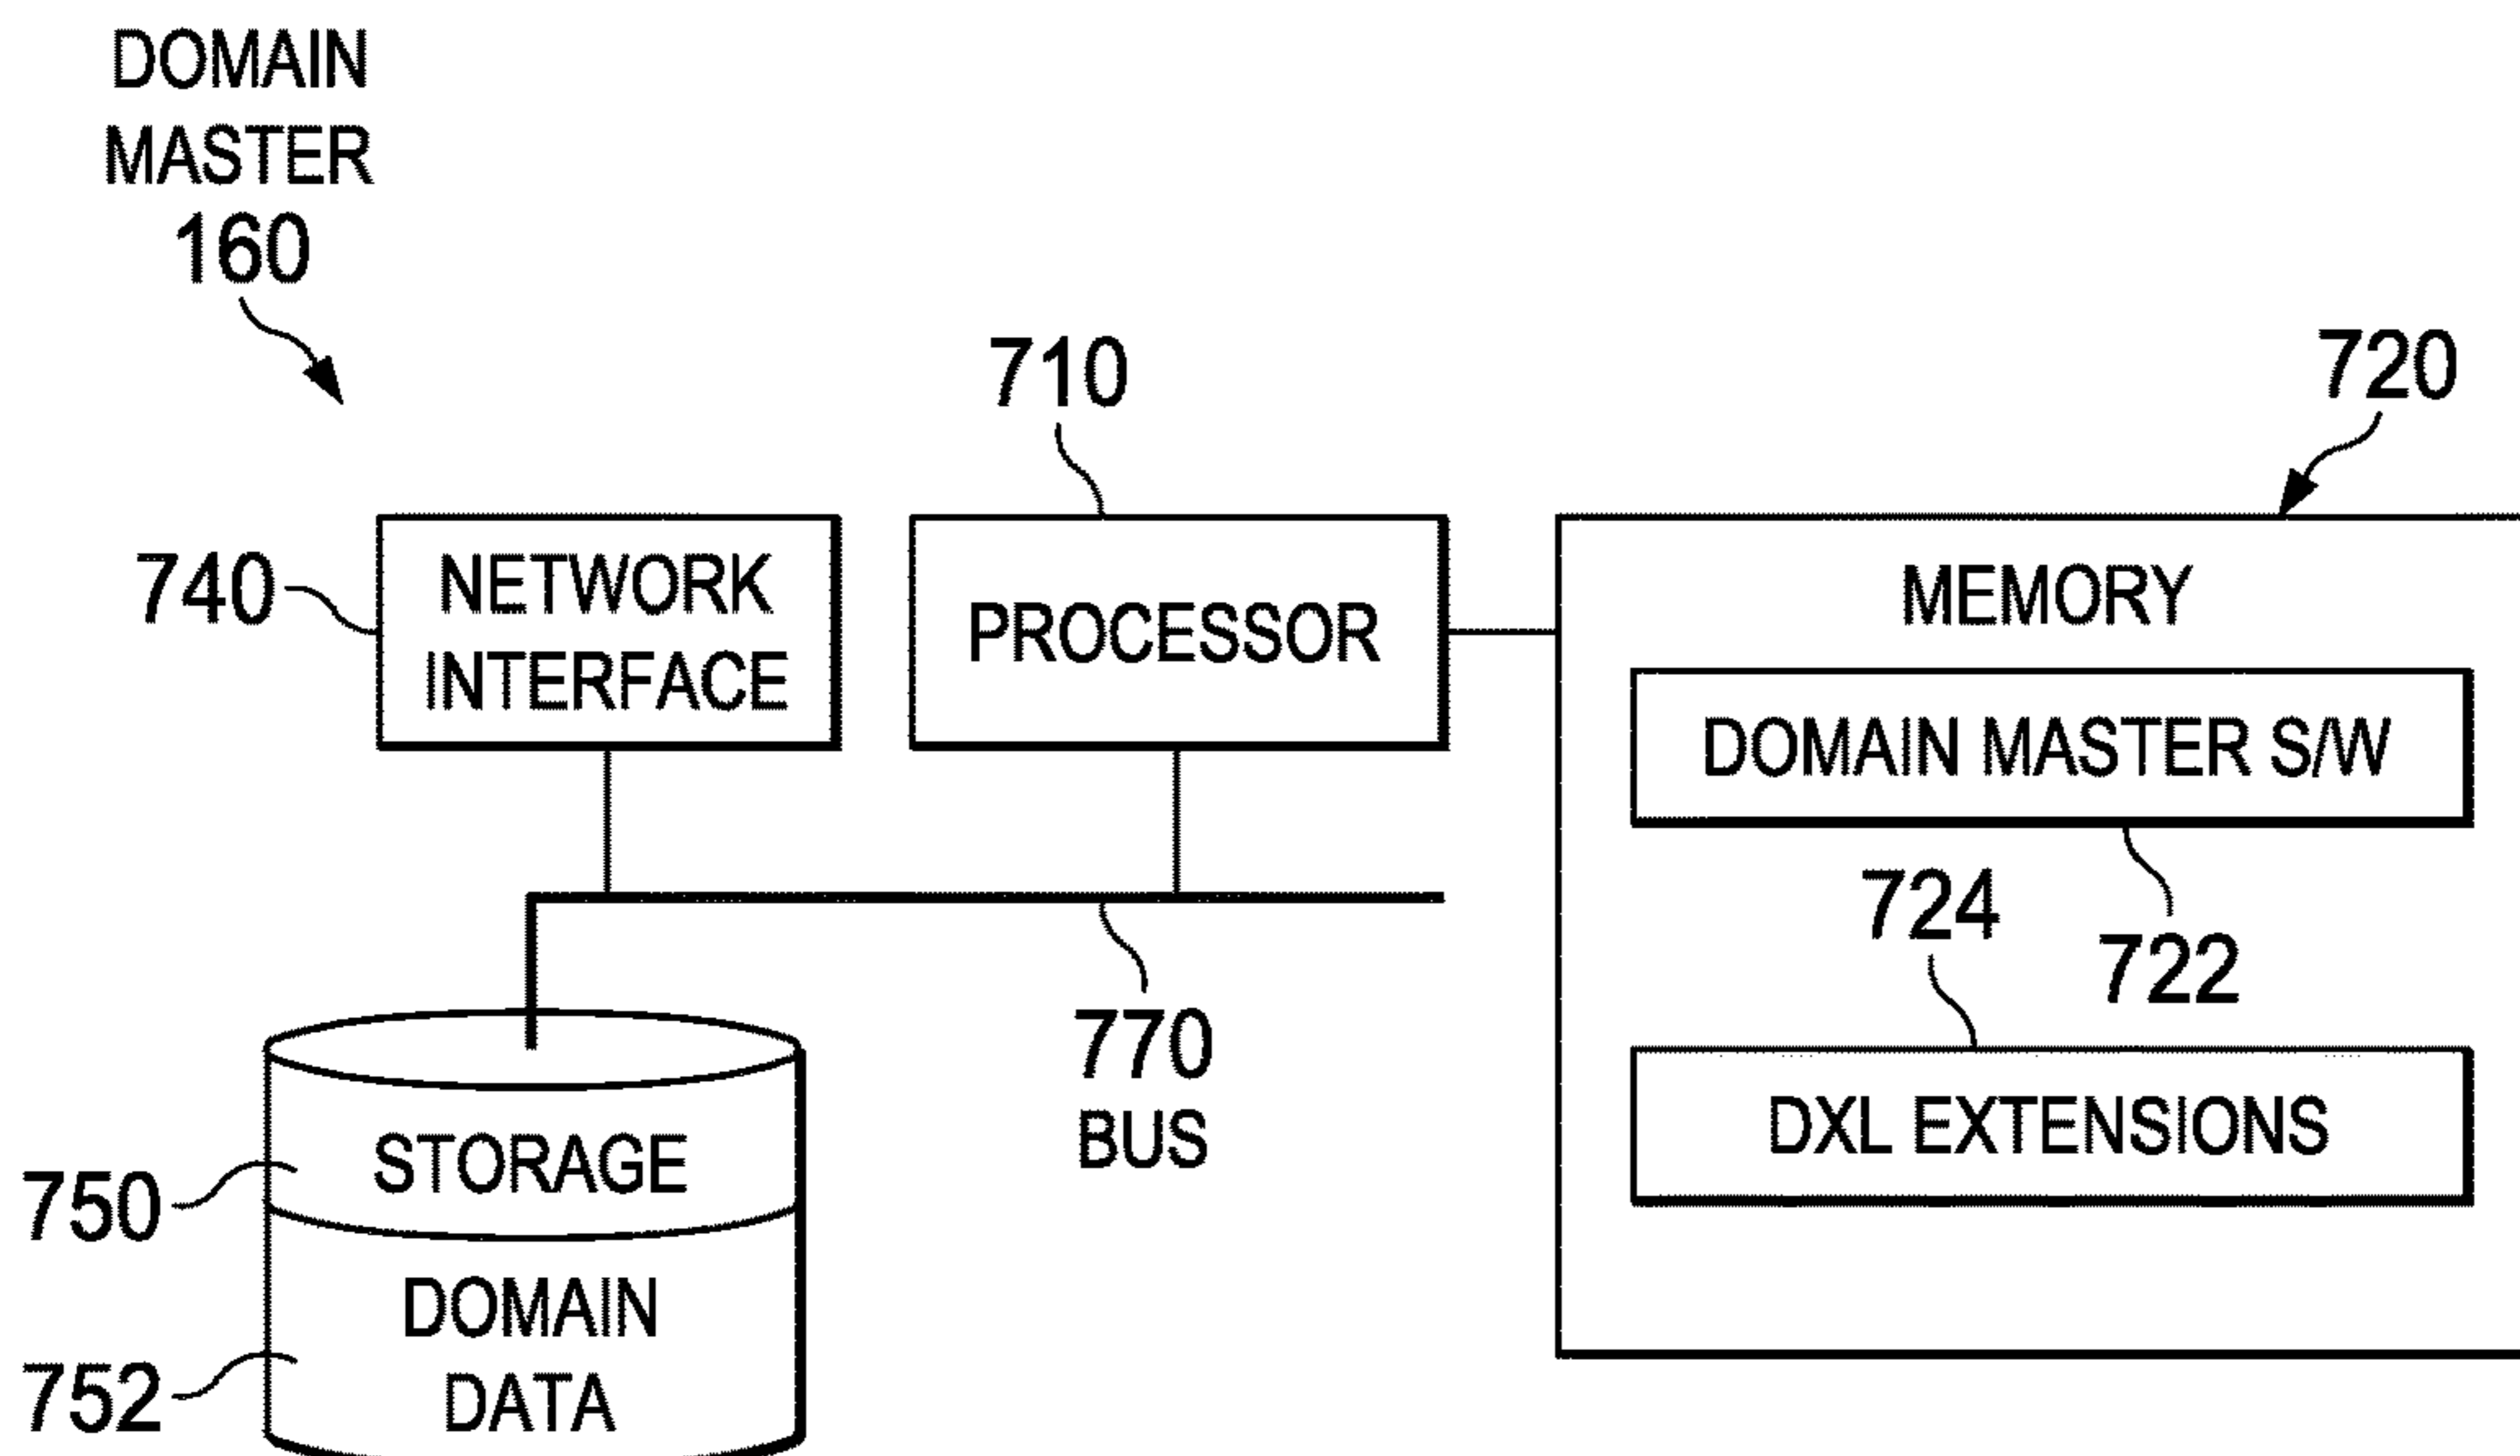 DOMAIN
MASTER
160
710
720
740
NETWORK
INTERFACE
PROCESSOR
MEMORY
DOMAIN MASTER S/W
724
722
770
BUS
DXL EXTENSIONS
750
STORAGE
752
DOMAIN
DATA